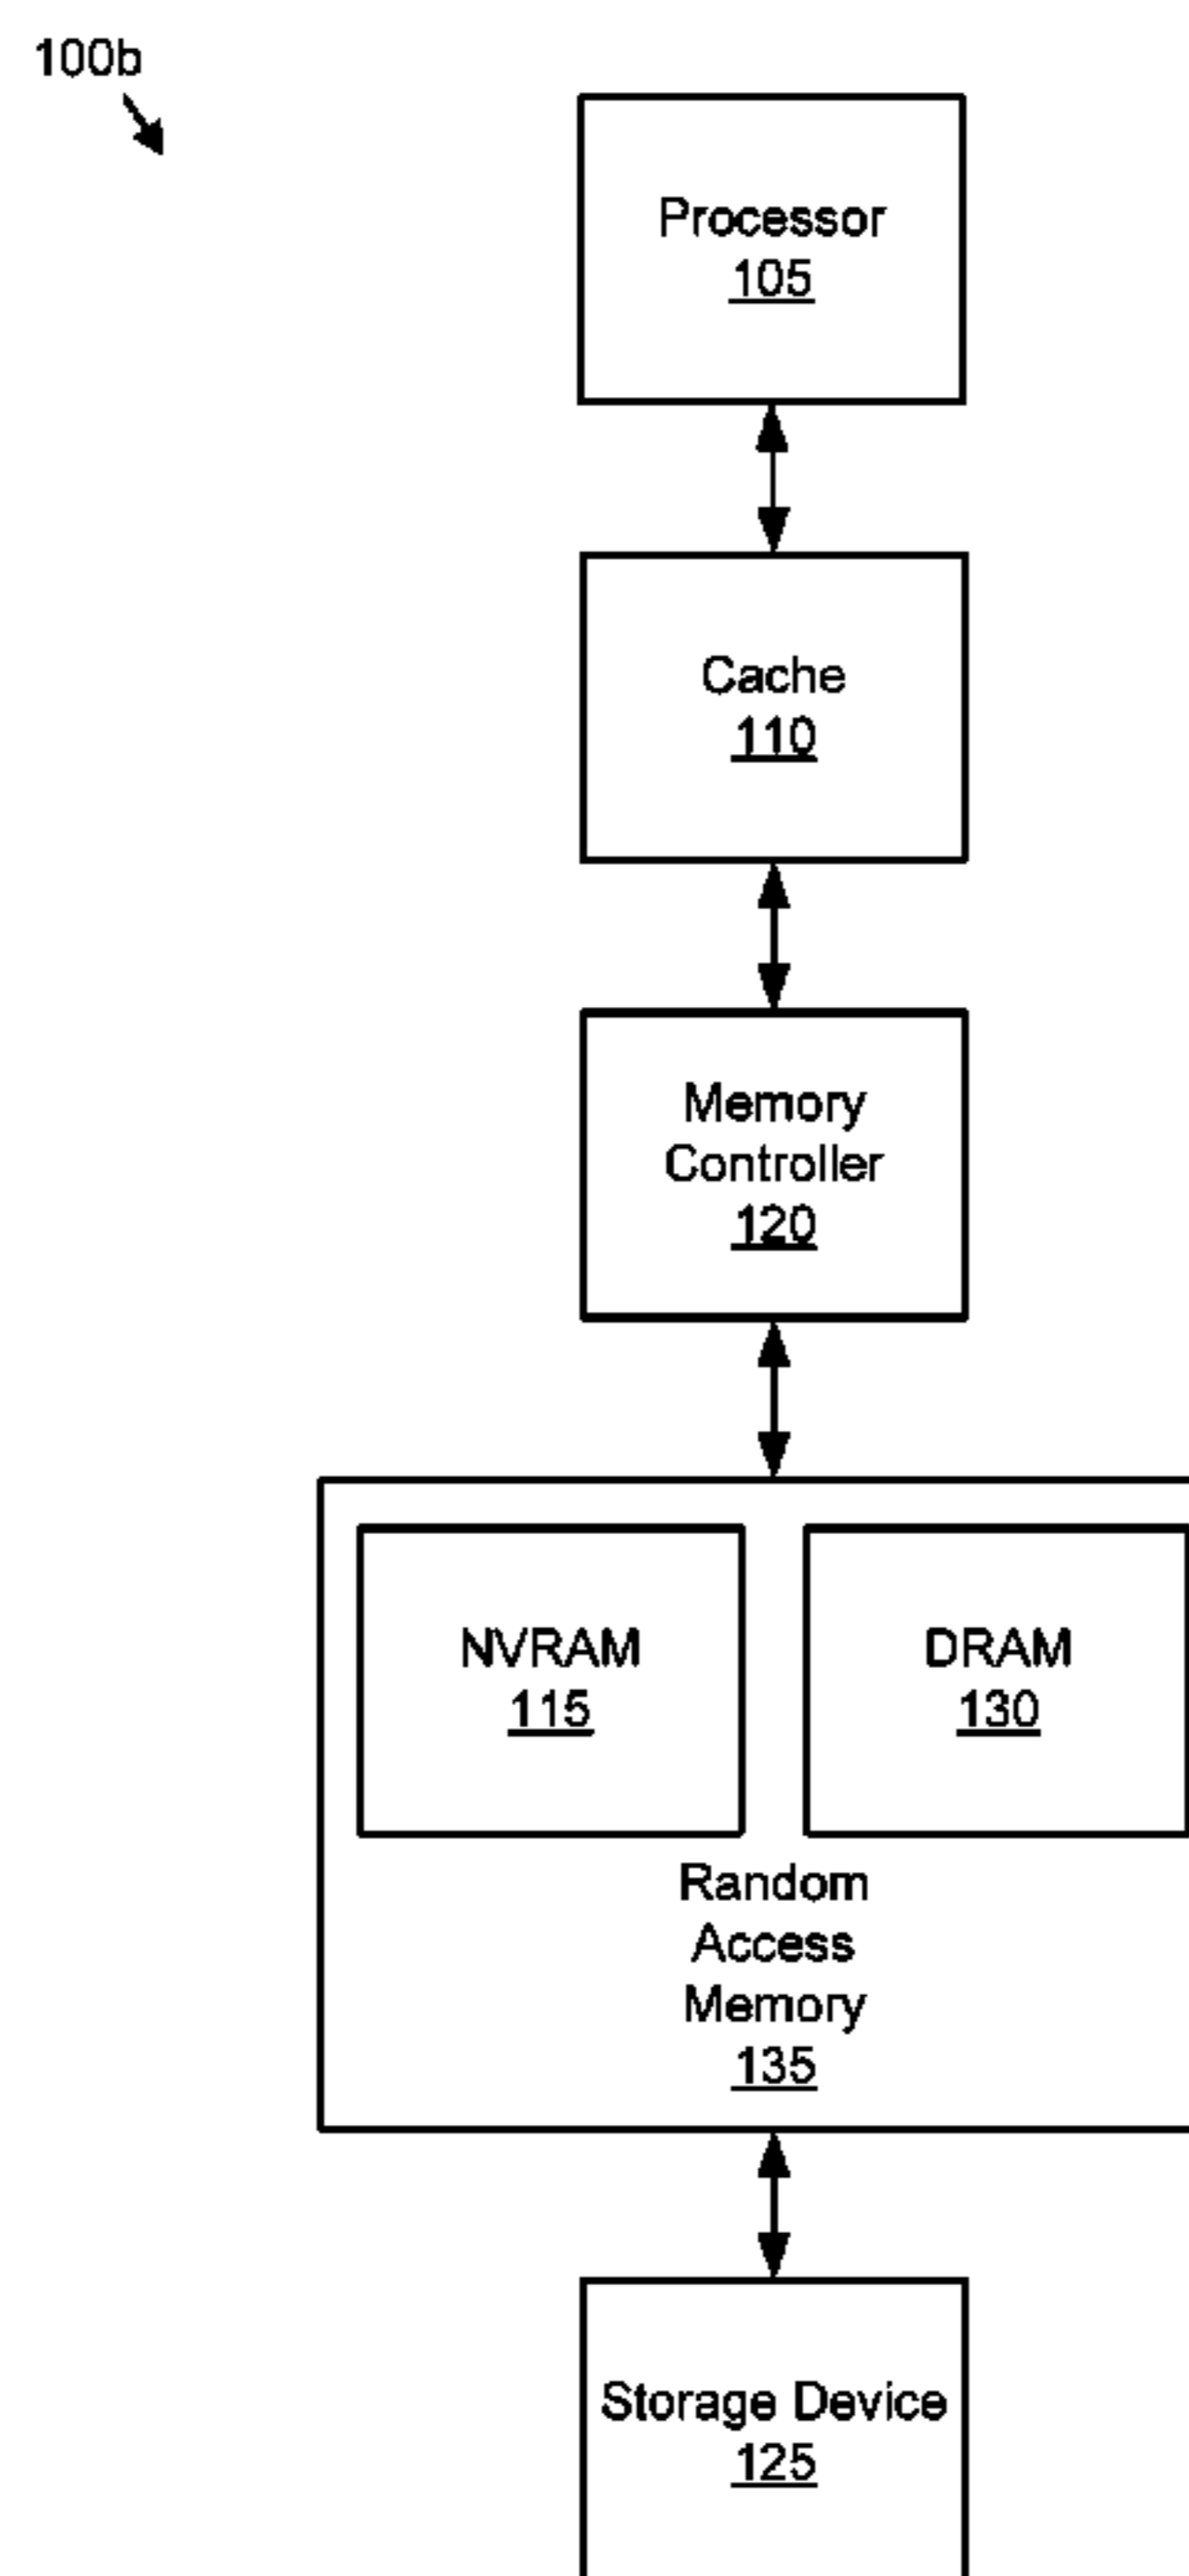 100b
Processor
105
Cache
110
Memory
Controller
120
NVRAM
115
DRAM
130
Random
Access
Memory
135
Storage Device
125